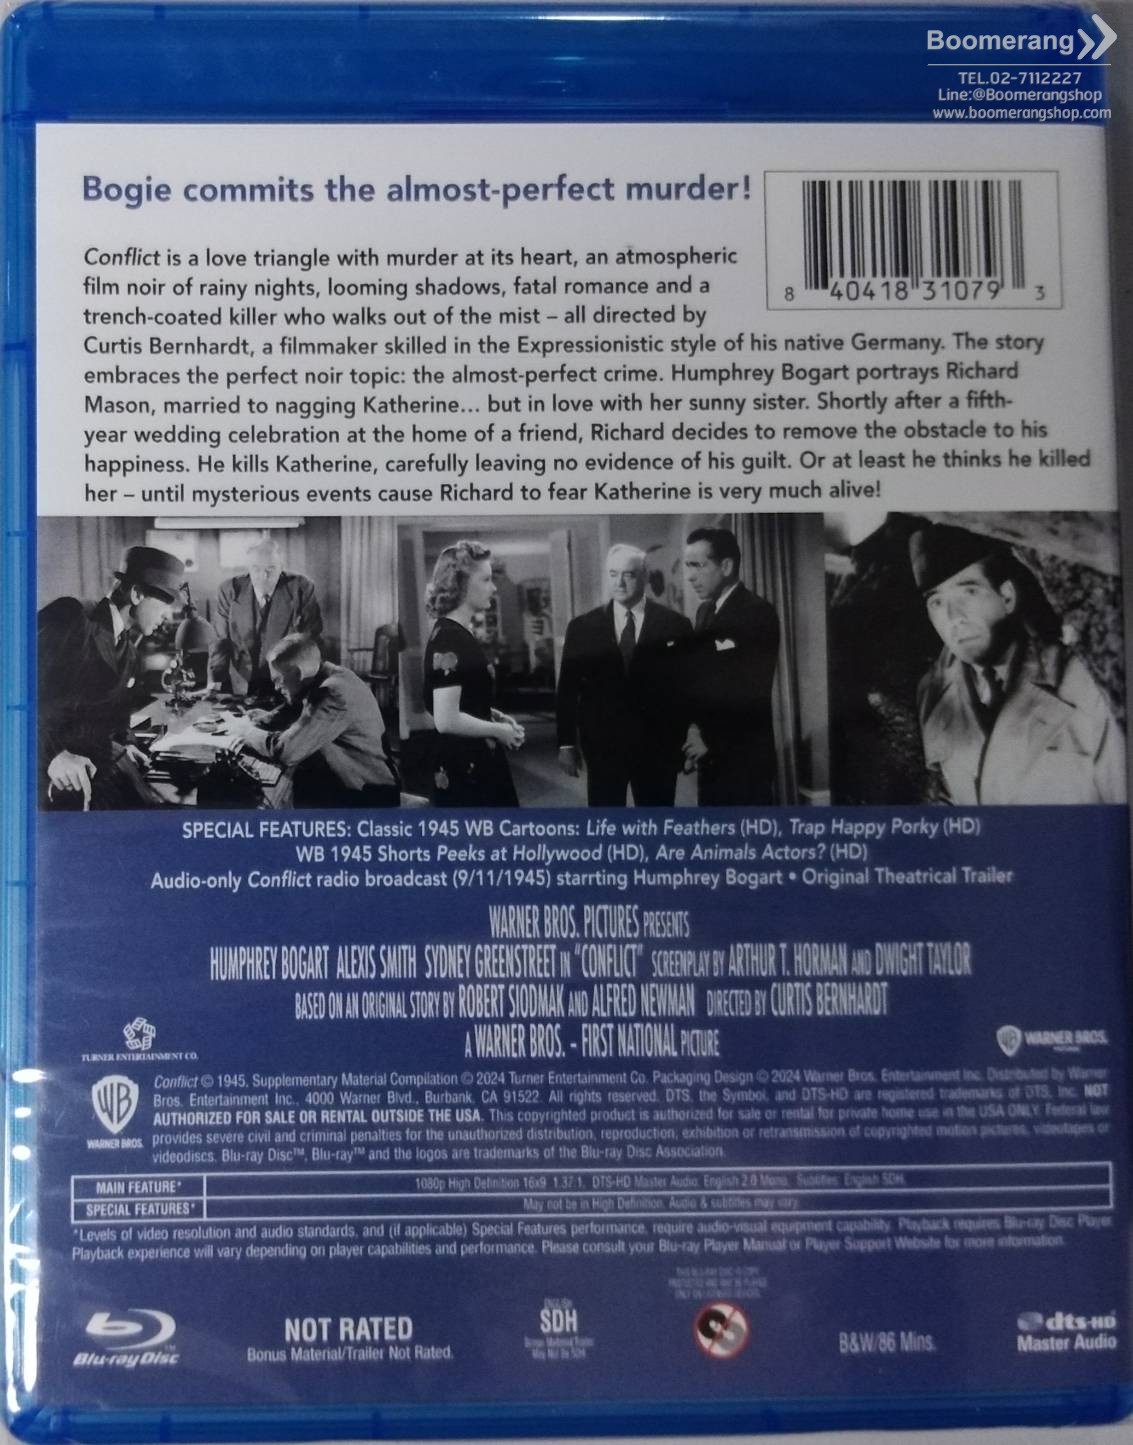 Boomerang
TEL.02-7112227
Line:@Boomerangshop
www.boomerangshop.com
Bogie commits the almost-perfect murder!
8 40418 31079 3
Conflict is a love triangle with murder at its heart, an atmospheric
film noir of rainy nights, looming shadows, fatal romance and a
trench-coated killer who walks out of the mist – all directed by
Curtis Bernhardt, a filmmaker skilled in the Expressionistic style of his native Germany. The story
embraces the perfect noir topic: the almost-perfect crime. Humphrey Bogart portrays Richard
Mason, married to nagging Katherine... but in love with her sunny sister. Shortly after a fifth-
year wedding celebration at the home of a friend, Richard decides to remove the obstacle to his
happiness. He kills Katherine, carefully leaving no evidence of his guilt. Or at least he thinks he killed
her – until mysterious events cause Richard to fear Katherine is very much alive!
SPECIAL FEATURES: Classic 1945 WB Cartoons: Life with Feathers (HD), Trap Happy Porky (HD)
WB 1945 Shorts Peeks at Hollywood (HD), Are Animals Actors? (HD)
Audio-only Conflict radio broadcast (9/11/1945) starrting Humphrey Bogart • Original Theatrical Trailer
WARNER BROS. PICTURES PRESENTS
HUMPHREY BOGART ALEXIS SMITH SYDNEY GREENSTREET IN "CONFLICT" SCREENPLAY BY ARTHUR T. HORMAN AND DWIGHT TAYLOR
BASED ON AN ORIGINAL STORY BY ROBERT SIODMAK AND ALFRED NEWMAN DIRECTED BY CURTIS BERNHARDT
A WARNER BROS. - FIRST NATIONAL PICTURE
TURNER ENTERTAINMENT CO.
WARNER BROS.
WB
WARNER BROS.
Conflict © 1945, Supplementary Material Compilation © 2024 Turner Entertainment Co. Packaging Design © 2024 Warner Bros. Entertainment Inc. Distributed by Warner
Bros. Entertainment Inc., 4000 Warner Blvd., Burbank, CA 91522. All rights reserved. DTS, the Symbol, and DTS-HD are registered trademarks of DTS, Inc. NOT
AUTHORIZED FOR SALE OR RENTAL OUTSIDE THE USA. This copyrighted product is authorized for sale or rental for private home use in the USA ONLY. Federal law
provides severe civil and criminal penalties for the unauthorized distribution, reproduction, exhibition or retransmission of copyrighted motion pictures, videotapes or
videodiscs. Blu-ray Disc™, Blu-ray™ and the logos are trademarks of the Blu-ray Disc Association.
MAIN FEATURE* 1080p High Definition 16x9 1.37:1, DTS-HD Master Audio: English 2.0 Mono. Subtitles: English SDH.
SPECIAL FEATURES* May not be in High Definition. Audio & subtitles may vary.
*Levels of video resolution and audio standards, and (if applicable) Special Features performance, require audio-visual equipment capability. Playback requires Blu-ray Disc Player.
Playback experience will vary depending on player capabilities and performance. Please consult your Blu-ray Player Manual or Player Support Website for more information.
Blu-ray Disc™
NOT RATED
Bonus Material/Trailer Not Rated.
ENGLISH
SDH
Bonus Material/Trailer
May Not Be SDH
B&W/86 Mins.
dts-HD
Master Audio